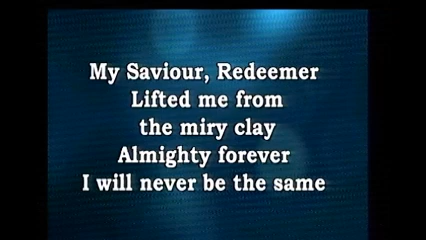 My Saviour, Redeemer
Lifted me from
the miry clay
Almighty forever
I will never be the same